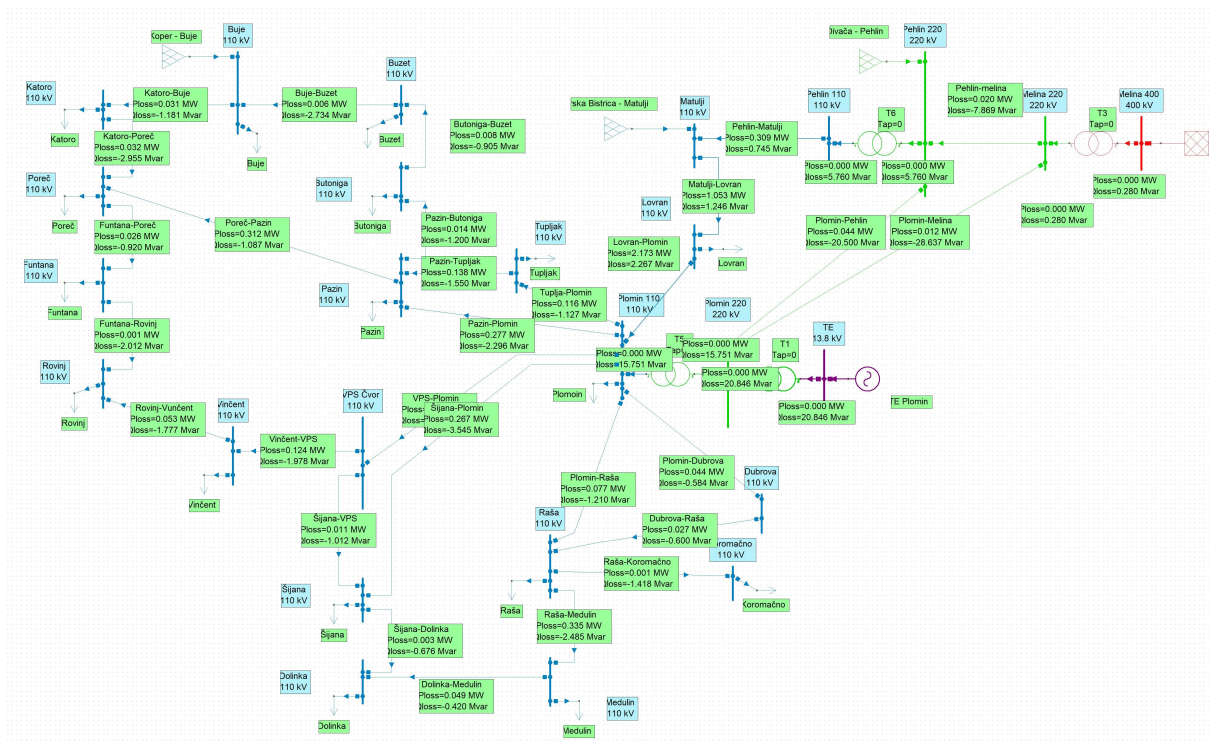 Koper - Buje
Buje
110 kV
Katoro
110 kV
Katoro-Buje
Ploss=0.031 MW
Qloss=-1.181 Mvar
Buje-Buzet
Ploss=0.006 MW
Qloss=-2.734 Mvar
Buzet
110 kV
Katoro
Buje
Buzet
Katoro-Poreč
Ploss=0.032 MW
Qloss=-2.955 Mvar
Butoniga-Buzet
Ploss=0.008 MW
Qloss=-0.905 Mvar
Poreč
110 kV
Poreč
Butoniga
110 kV
Butoniga
Funtana-Poreč
Ploss=0.026 MW
Qloss=-0.920 Mvar
Poreč-Pazin
Ploss=0.312 MW
Qloss=-1.087 Mvar
Pazin-Butoniga
Ploss=0.014 MW
Qloss=-1.200 Mvar
Tupljak
110 kV
Tupljak
Pazin-Tupljak
Ploss=0.138 MW
Qloss=-1.550 Mvar
Funtana
110 kV
Funtana
Pazin
110 kV
Pazin
Tuplja-Plomin
Ploss=0.116 MW
Qloss=-1.127 Mvar
Pazin-Plomin
Ploss=0.277 MW
Qloss=-2.296 Mvar
Funtana-Rovinj
Ploss=0.001 MW
Qloss=-2.012 Mvar
Rovinj
110 kV
Rovinj
Rovinj-Vunčent
Ploss=0.053 MW
Qloss=-1.777 Mvar
Vinčent
110 kV
Vinčent
Vinčent-VPS
Ploss=0.124 MW
Qloss=-1.978 Mvar
VPS Čvor
110 kV
VPS-Plomin
Šijana-Plomin
Ploss=0.267 MW
Qloss=-3.545 Mvar
Šijana-VPS
Ploss=0.011 MW
Qloss=-1.012 Mvar
Šijana
110 kV
Šijana
Šijana-Dolinka
Ploss=0.003 MW
Qloss=-0.676 Mvar
Dolinka
110 kV
Dolinka
Dolinka-Medulin
Ploss=0.049 MW
Qloss=-0.420 Mvar
Medulin
110 kV
Medulin
Raša-Medulin
Ploss=0.335 MW
Qloss=-2.485 Mvar
Raša
110 kV
Raša
Raša-Koromačno
Ploss=0.001 MW
Qloss=-1.418 Mvar
Koromačno
110 kV
Koromačno
Dubrova-Raša
Ploss=0.027 MW
Qloss=-0.600 Mvar
Dubrova
110 kV
Plomin-Dubrova
Ploss=0.044 MW
Qloss=-0.584 Mvar
Plomin-Raša
Ploss=0.077 MW
Qloss=-1.210 Mvar
Plomoin
Plomin 110
110 kV
Plomin 220
220 kV
T5
Ploss=0.000 MW
Qloss=15.751 Mvar
Ploss=0.000 MW
Qloss=15.751 Mvar
Ploss=0.000 MW
Qloss=20.846 Mvar
T1
Tap=0
TE
13.8 kV
Ploss=0.000 MW
Qloss=20.846 Mvar
TE Plomin
Lovran-Plomin
Ploss=2.173 MW
Qloss=2.267 Mvar
Lovran
110 kV
Lovran
Matulji-Lovran
Ploss=1.053 MW
Qloss=1.246 Mvar
rska Bistrica - Matulji
Matulji
110 kV
Pehlin-Matulji
Ploss=0.309 MW
Qloss=0.745 Mvar
Pehlin 110
110 kV
Divača - Pehlin
Pehlin 220
220 kV
T6
Tap=0
Ploss=0.000 MW
Qloss=5.760 Mvar
Ploss=0.000 MW
Qloss=5.760 Mvar
Pehlin-melina
Ploss=0.020 MW
Qloss=-7.869 Mvar
Melina 220
220 kV
T3
Tap=0
Melina 400
400 kV
Ploss=0.000 MW
Qloss=0.280 Mvar
Ploss=0.000 MW
Qloss=0.280 Mvar
Plomin-Pehlin
Ploss=0.044 MW
Qloss=-20.500 Mvar
Plomin-Melina
Ploss=0.012 MW
Qloss=-28.637 Mvar